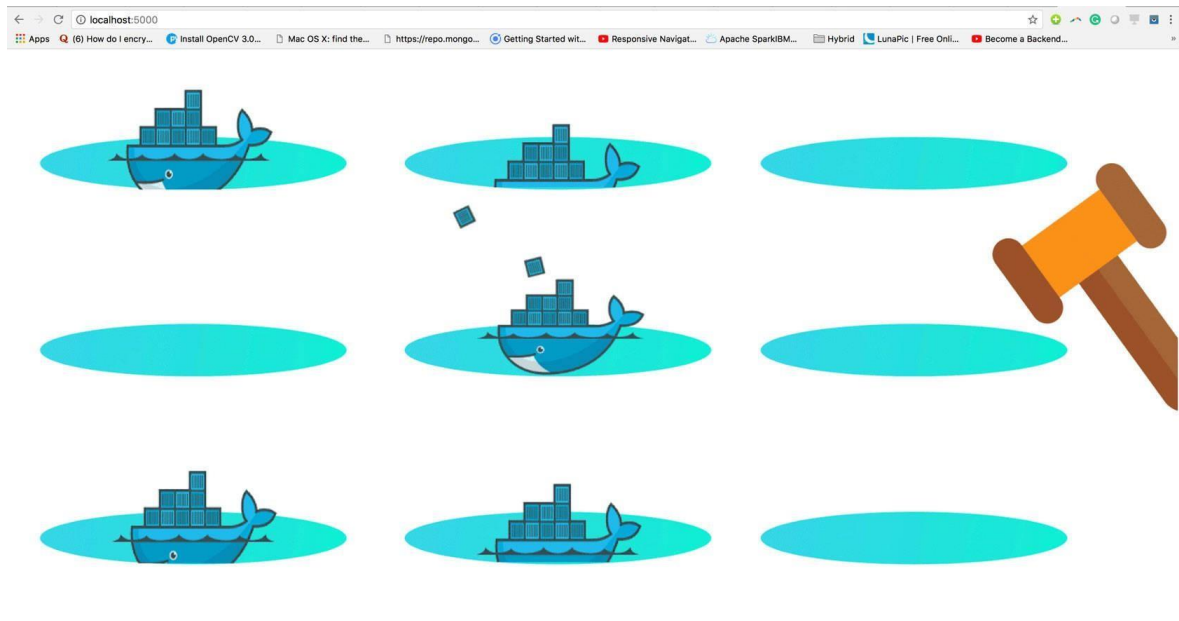 localhost:5000
Apps (6) How do I encry... Install OpenCV 3.0... Mac OS X: find the... https://repo.mongo... Getting Started wit... Responsive Navigat... Apache SparkIBM... Hybrid LunaPic | Free Onli... Become a Backend... »